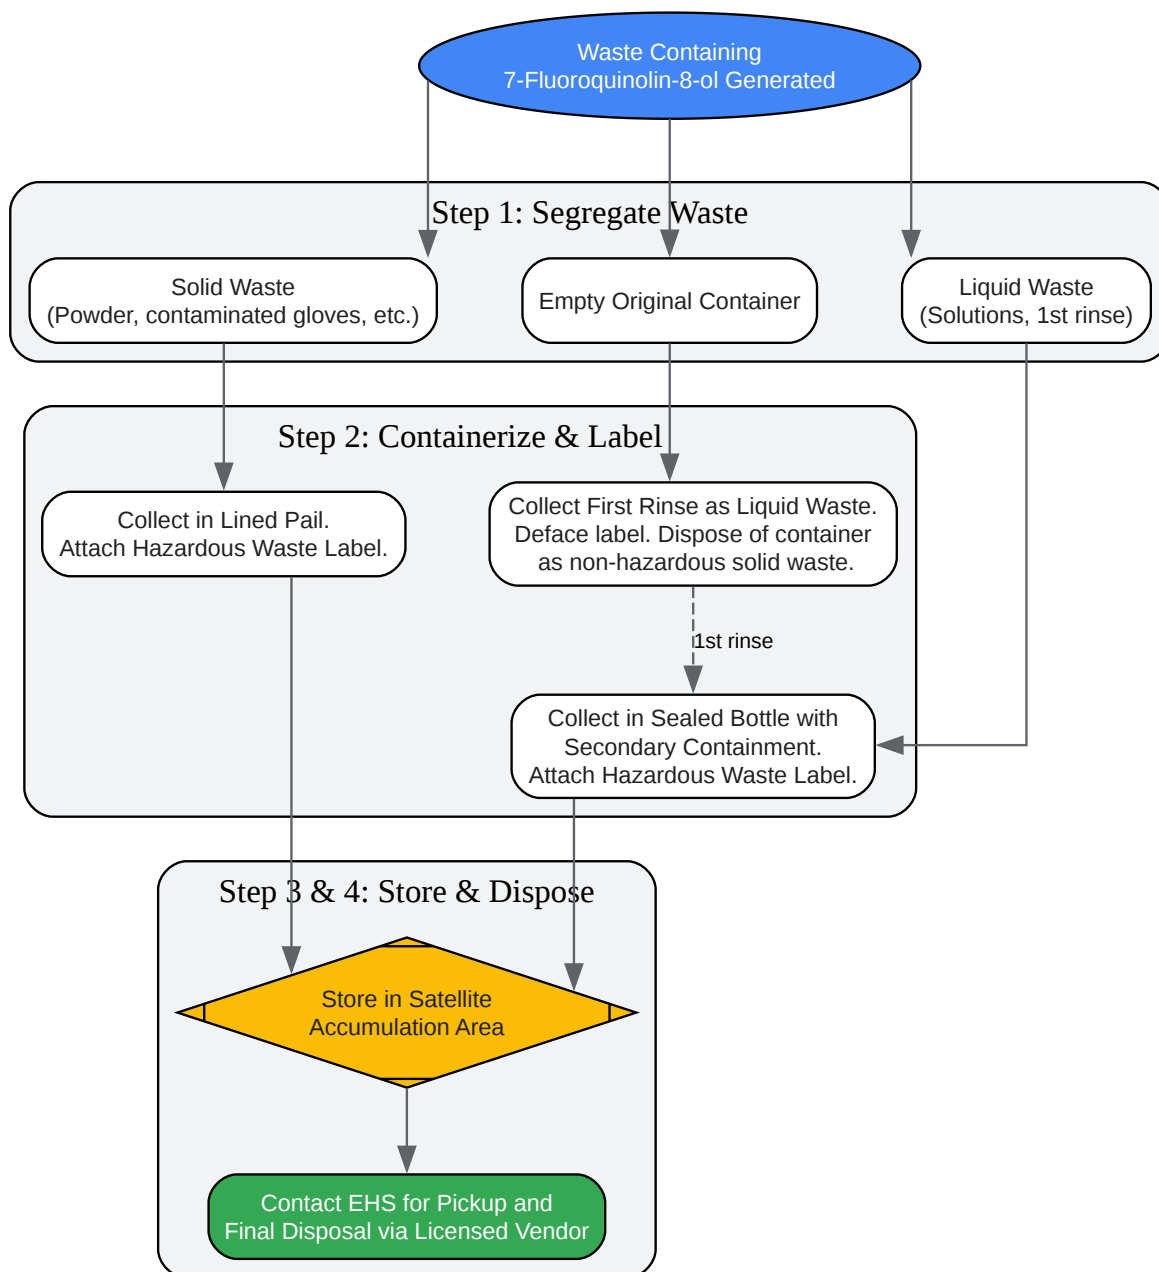 Waste Containing
7-Fluoroquinolin-8-ol Generated
Step 1: Segregate Waste
Solid Waste
(Powder, contaminated gloves, etc.)
Empty Original Container
Liquid Waste
(Solutions, 1st rinse)
Step 2: Containerize & Label
Collect in Lined Pail.
Attach Hazardous Waste Label.
Collect First Rinse as Liquid Waste.
Deface label. Dispose of container
as non-hazardous solid waste.
1st rinse
Collect in Sealed Bottle with
Secondary Containment.
Attach Hazardous Waste Label.
Step 3 & 4: Store & Dispose
Store in Satellite
Accumulation Area
Contact EHS for Pickup and
Final Disposal via Licensed Vendor